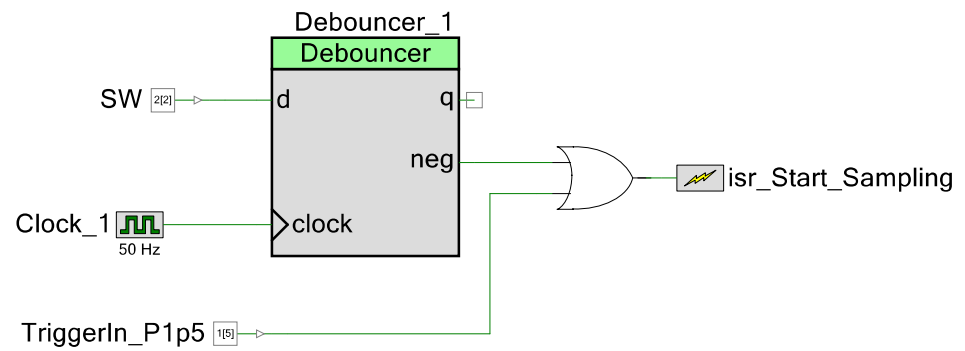 Debouncer_1
Debouncer
SW 2[2] d q
neg
isr_Start_Sampling
Clock_1 clock
50 Hz
TriggerIn_P1p5 1[5]